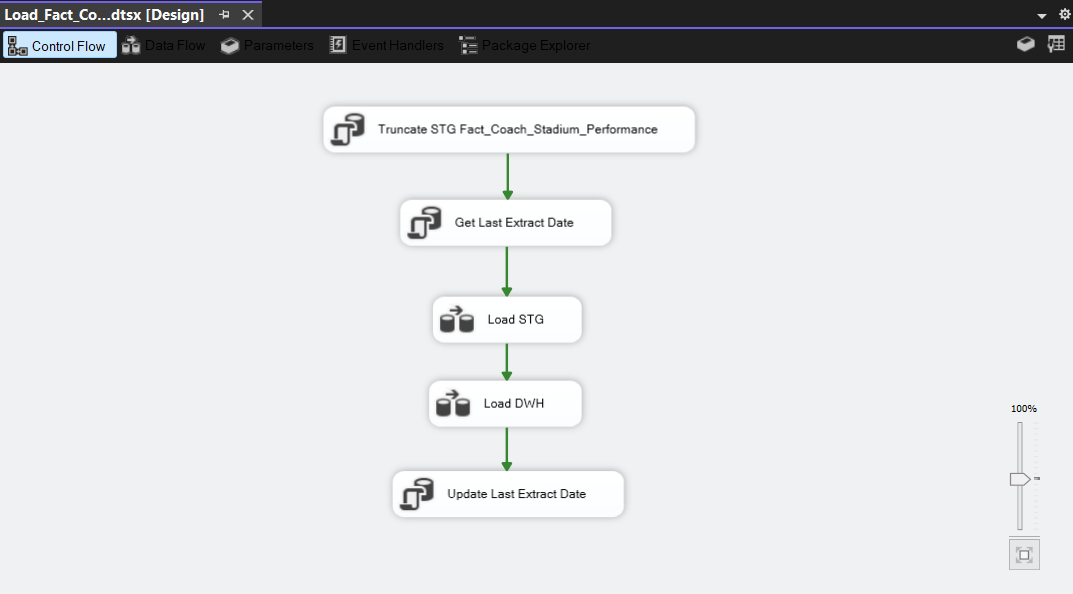 Load_Fact_Co...dtsx [Design]
Control Flow Data Flow Parameters Event Handlers Package Explorer
Truncate STG Fact_Coach_Stadium_Performance
Get Last Extract Date
Load STG
Load DWH
100%
Update Last Extract Date